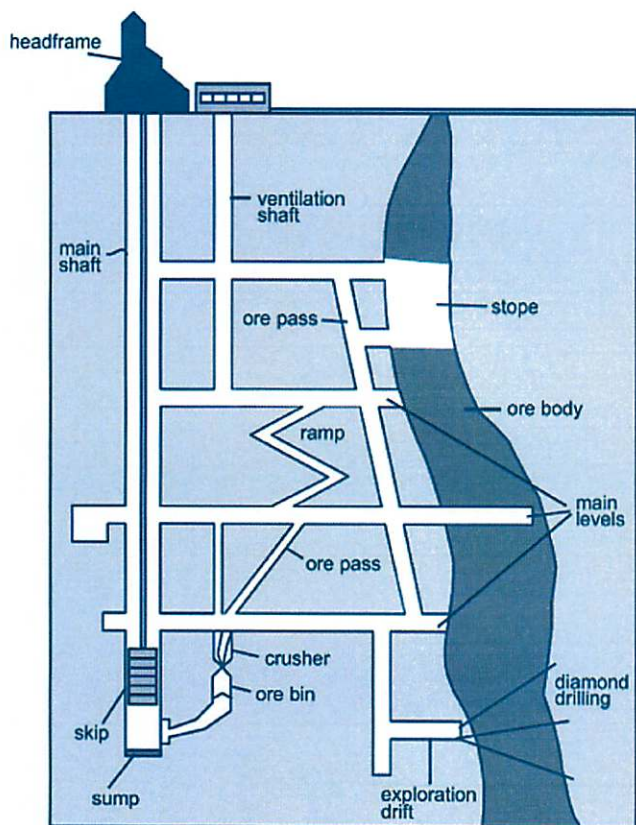 headframe
ventilation
shaft
main
shaft
stope
ore pass
ore body
ramp
main
levels
ore pass
crusher
diamond
drilling
ore bin
skip
exploration
drift
sump